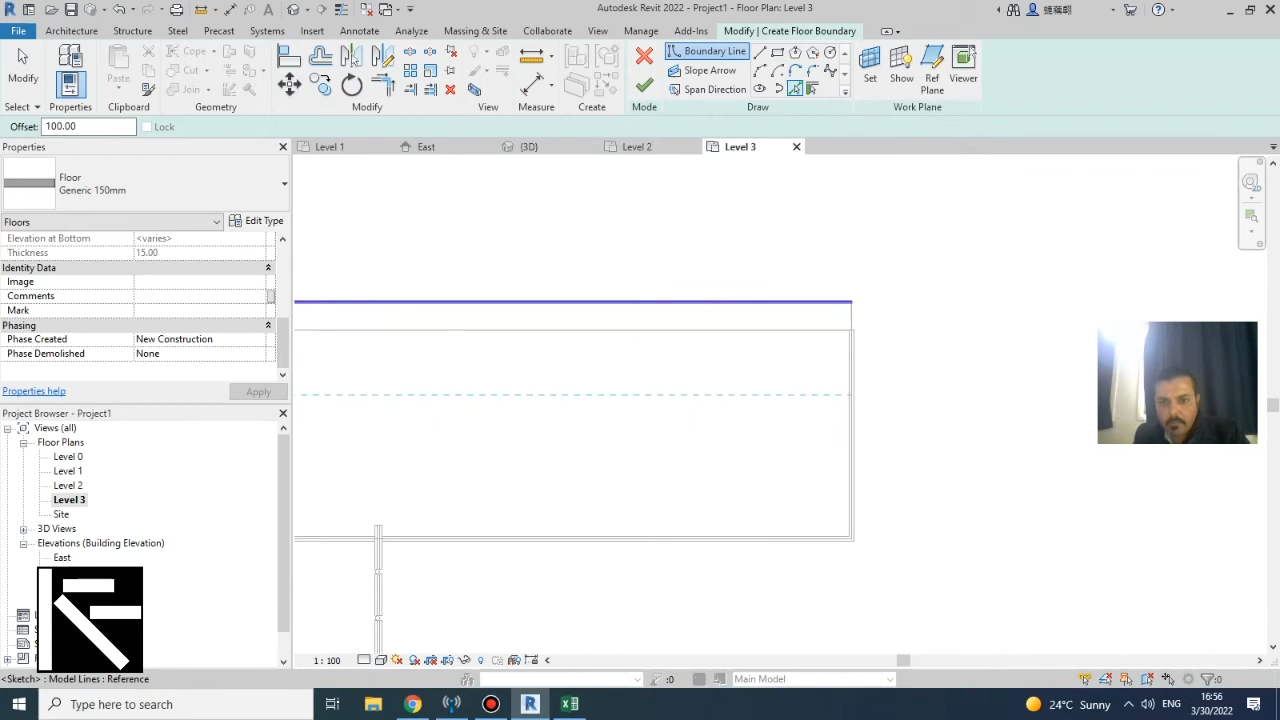 Autodesk Revit 2022 - Project1 - Floor Plan: Level 3
File Architecture Structure Steel Precast Systems Insert Annotate Analyze Massing & Site Collaborate View Manage Add-Ins Modify | Create Floor Boundary
Modify Properties Paste Cope Cut Join Boundary Line Slope Arrow Span Direction Set Show Ref Plane Viewer
Select Properties Clipboard Geometry Modify View Measure Create Mode Draw Work Plane
Offset: 100.00 Lock
Properties Level 1 East {3D} Level 2 Level 3
Floor
Generic 150mm
Floors Edit Type
Elevation at Bottom <varies>
Thickness 15.00
Identity Data
Image
Comments
Mark
Phasing
Phase Created New Construction
Phase Demolished None
Properties help Apply
Project Browser - Project1
Views (all)
Floor Plans
Level 0
Level 1
Level 2
Level 3
Site
3D Views
Elevations (Building Elevation)
East
1 : 100
<Sketch> : Model Lines : Reference :0 Main Model :0
Type here to search 24°C Sunny ENG 16:56
3/30/2022